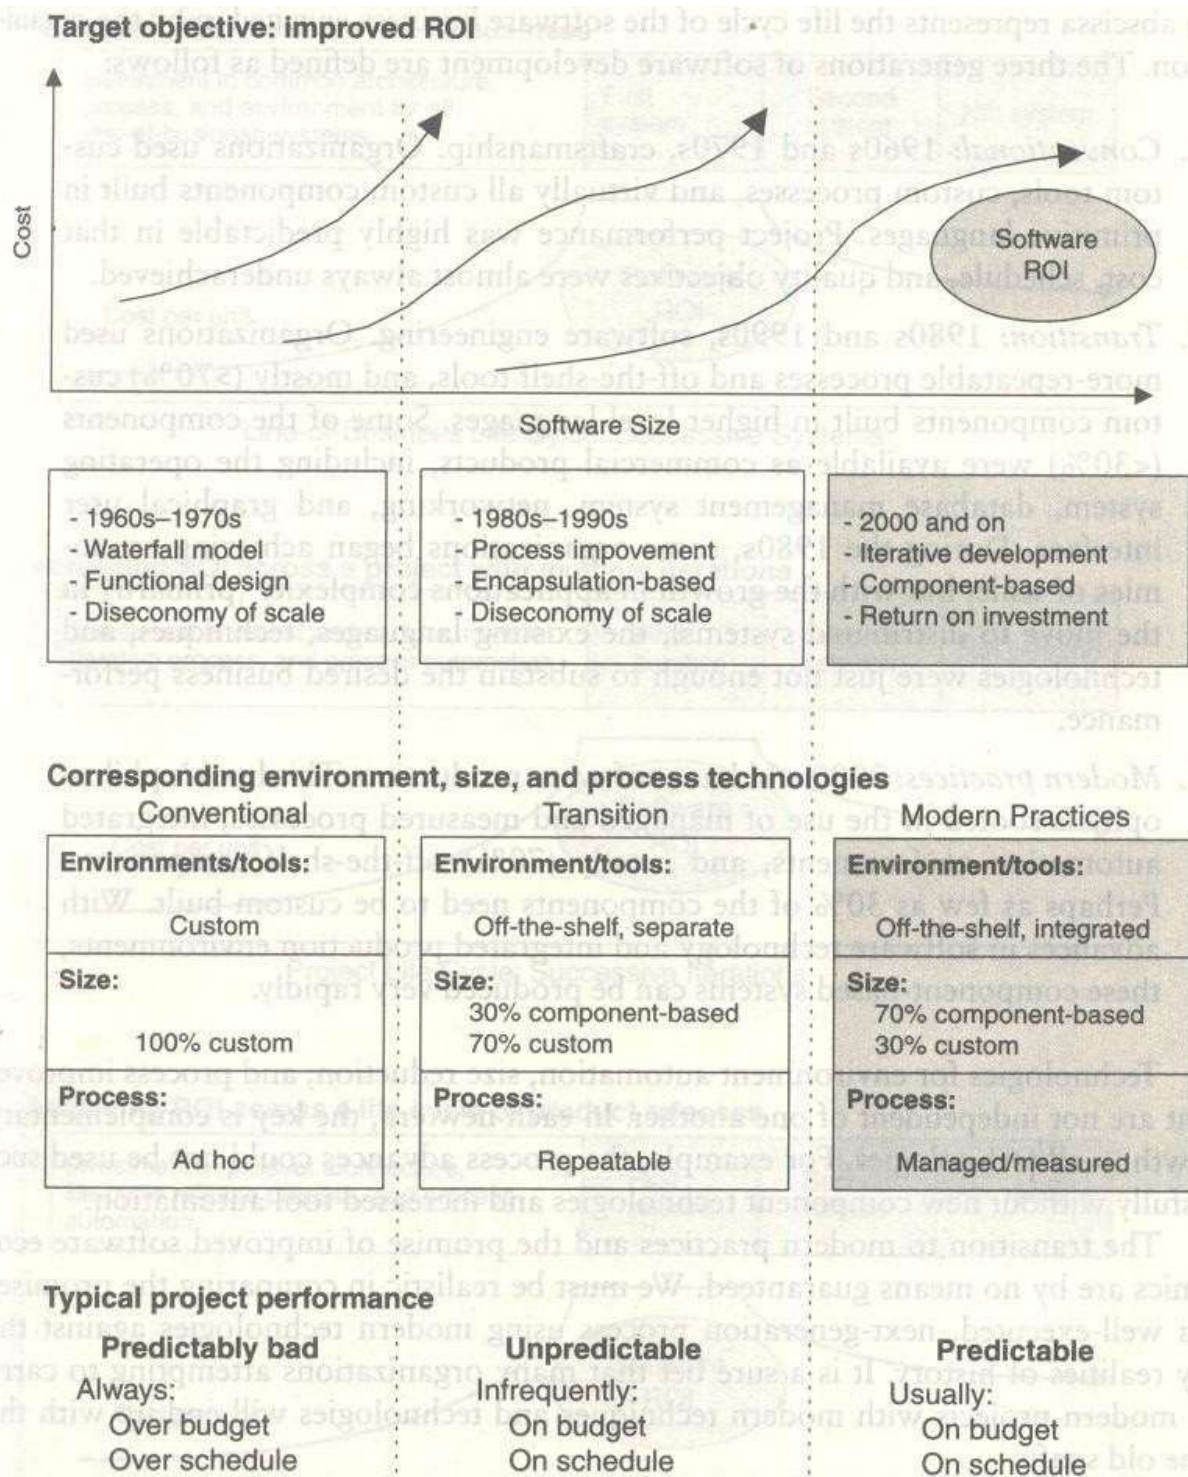 Target objective: improved ROI
Cost
Software
ROI
Software Size
- 1960s–1970s
- Waterfall model
- Functional design
- Diseconomy of scale
- 1980s–1990s
- Process impovement
- Encapsulation-based
- Diseconomy of scale
- 2000 and on
- Iterative development
- Component-based
- Return on investment
Corresponding environment, size, and process technologies
Conventional
Environments/tools:
Custom
Size:
100% custom
Process:
Ad hoc
Transition
Environment/tools:
Off-the-shelf, separate
Size:
30% component-based
70% custom
Process:
Repeatable
Modern Practices
Environment/tools:
Off-the-shelf, integrated
Size:
70% component-based
30% custom
Process:
Managed/measured
Typical project performance
Predictably bad
Always:
Over budget
Over schedule
Unpredictable
Infrequently:
On budget
On schedule
Predictable
Usually:
On budget
On schedule